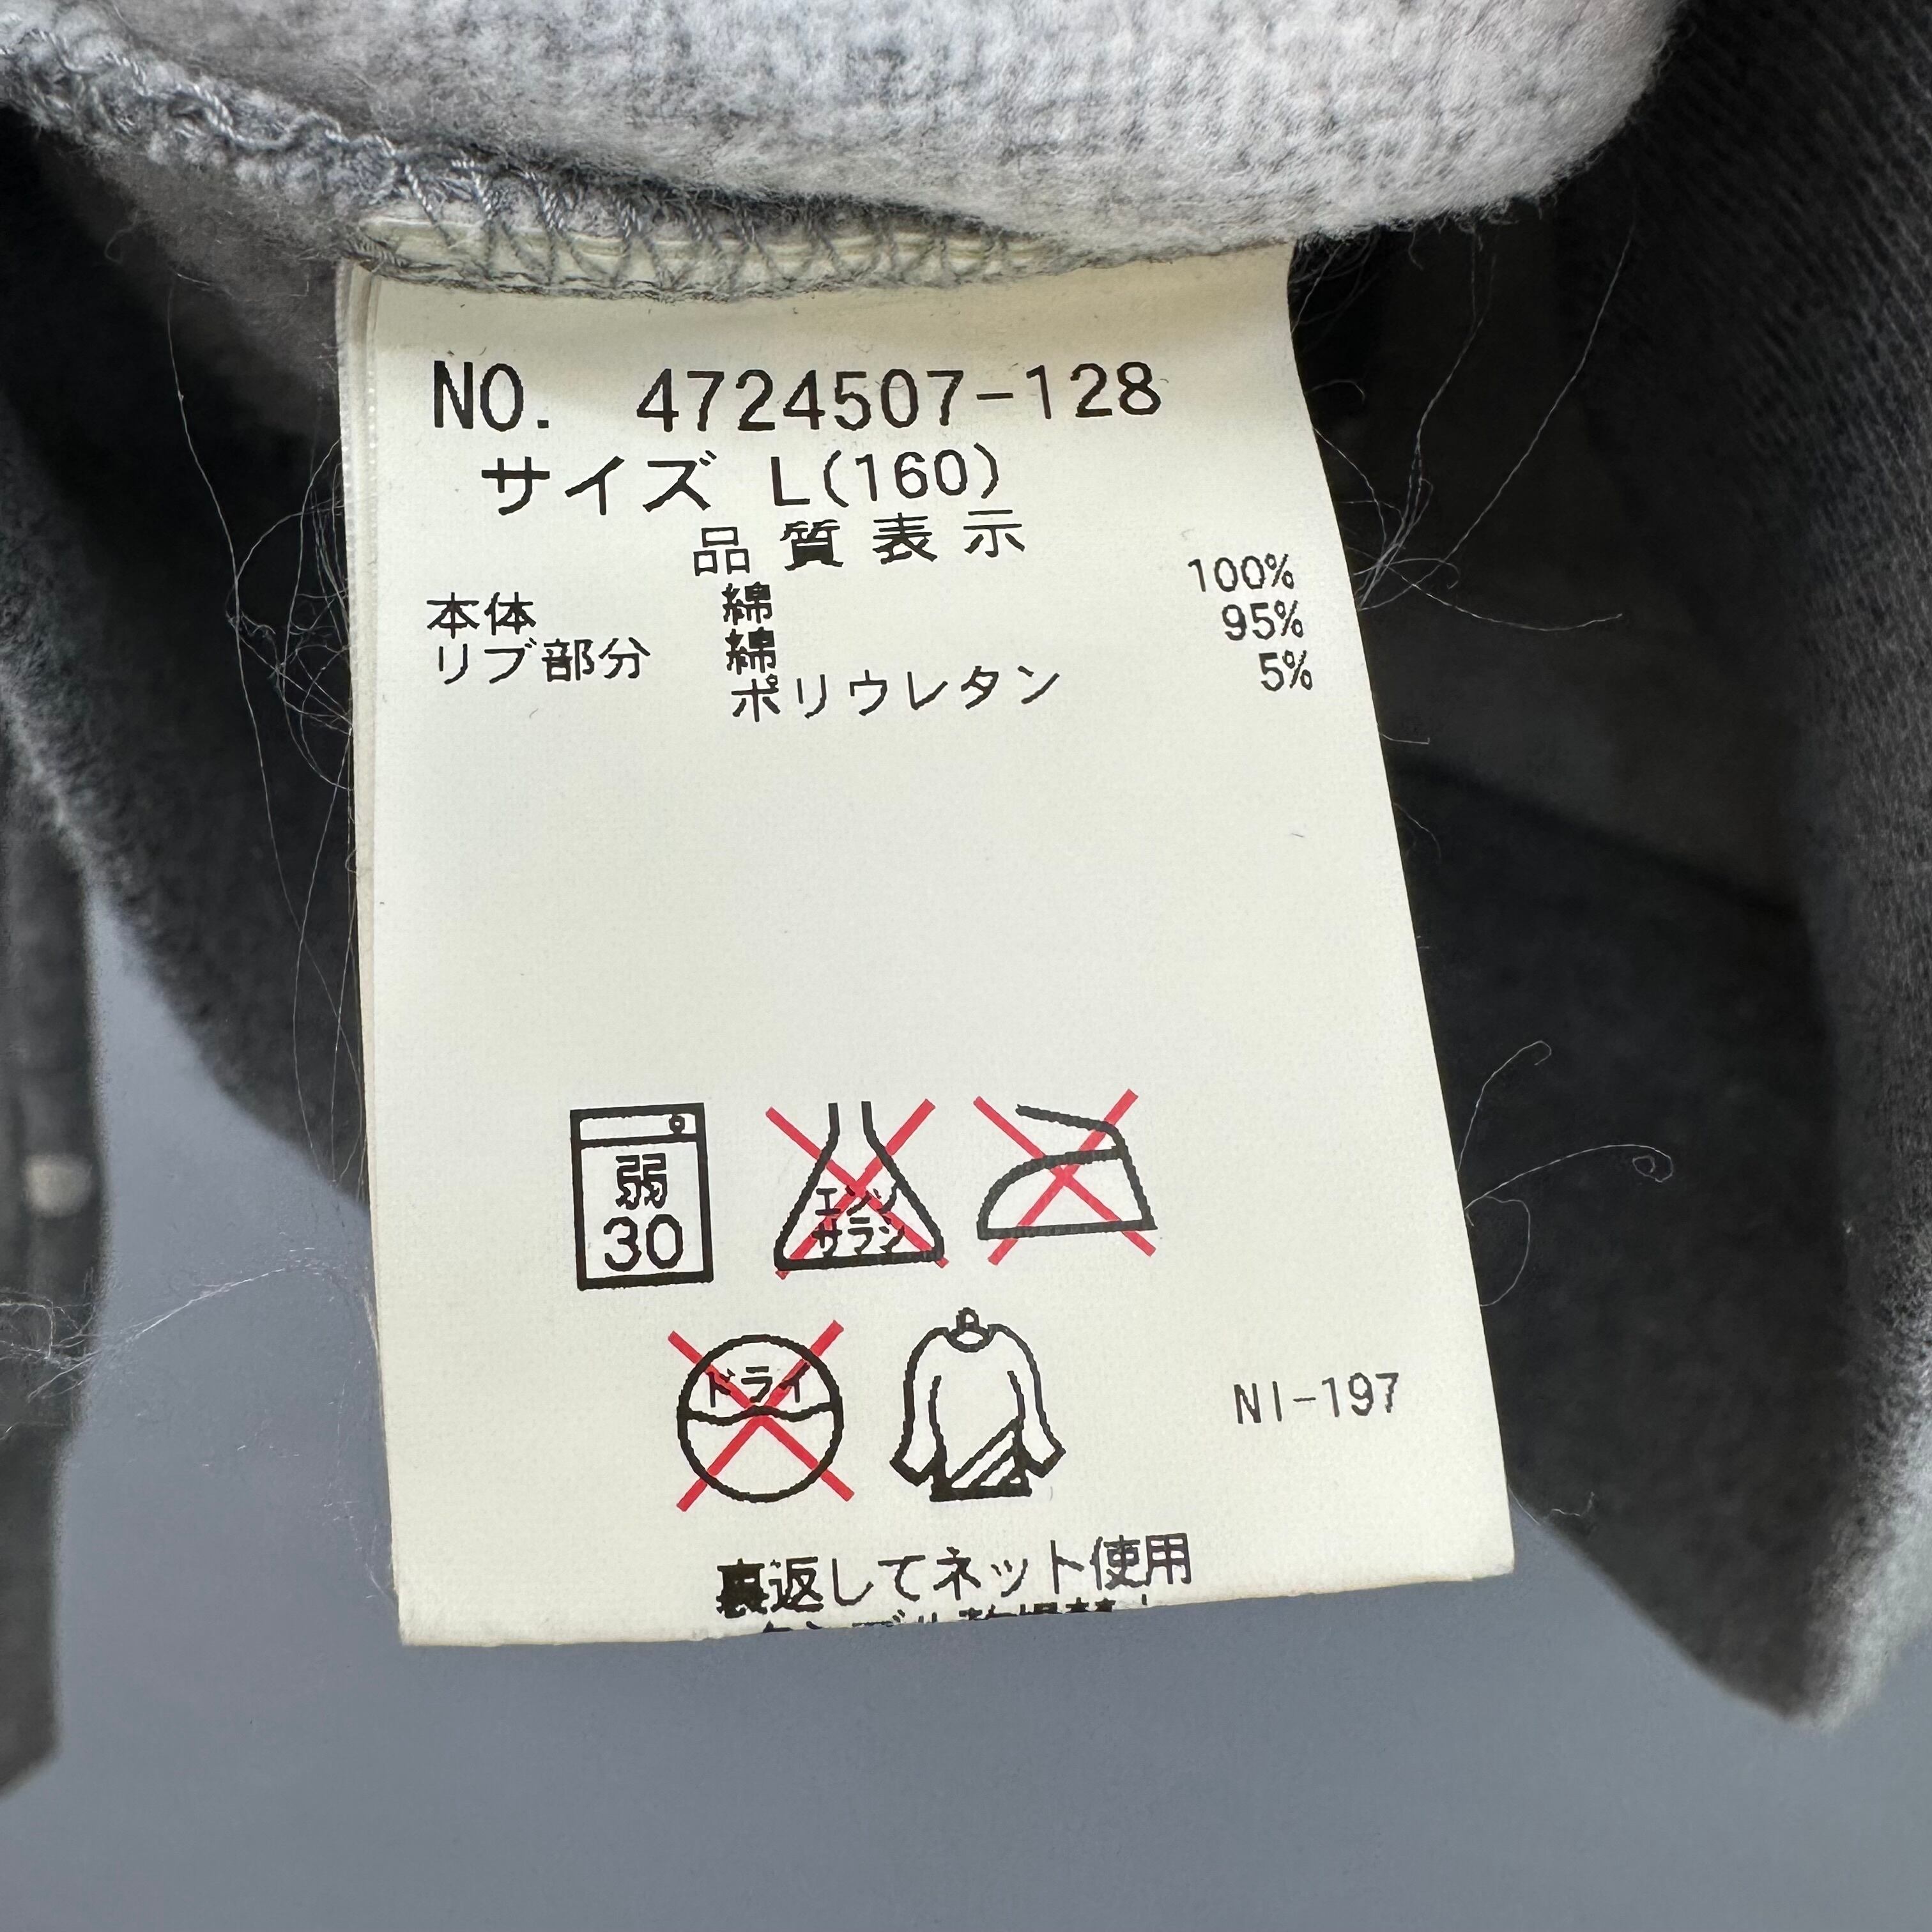 NO. 4724507-128
サイズ L(160)
品質表示
本体 綿 100%
リブ部分 綿 95%
ポリウレタン 5%
弱
30
エンソ
サラシ
ドライ
NI-197
裏返してネット使用